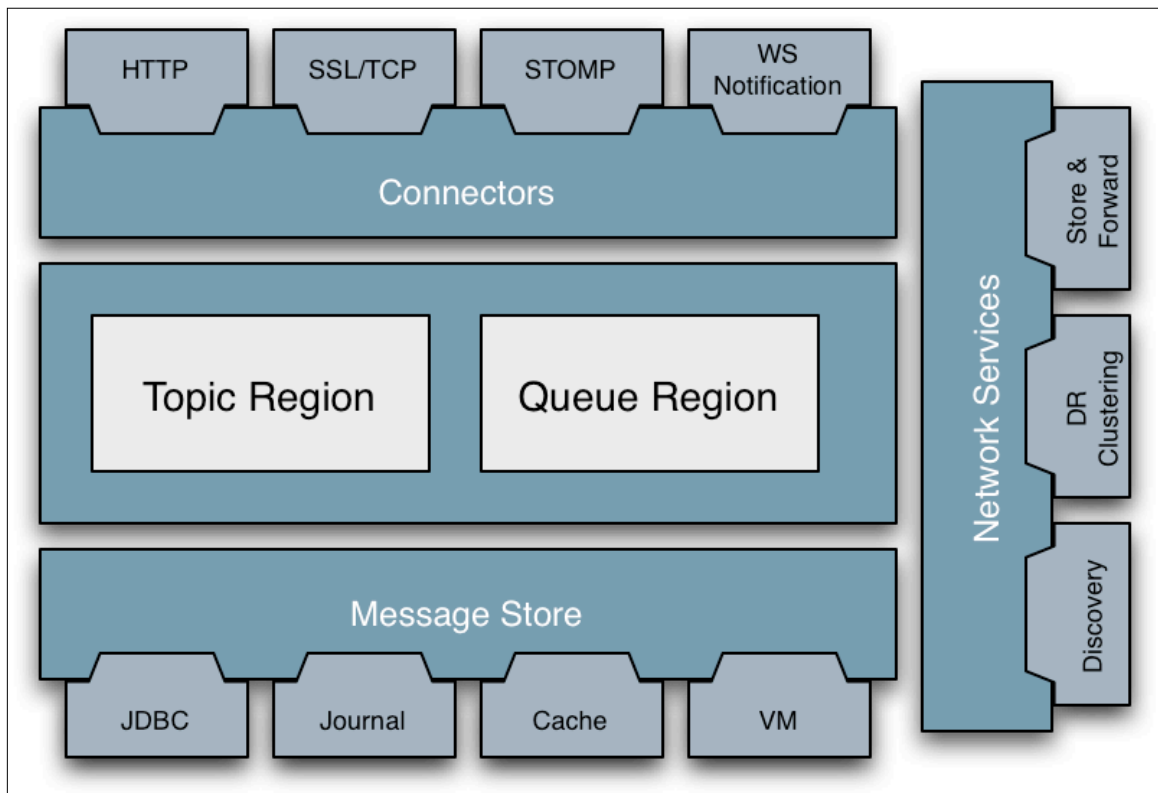 HTTP
SSL/TCP
STOMP
WS
Notification
Connectors
Topic Region
Queue Region
Message Store
JDBC
Journal
Cache
VM
Network Services
Store &
Forward
DR
Clustering
Discovery